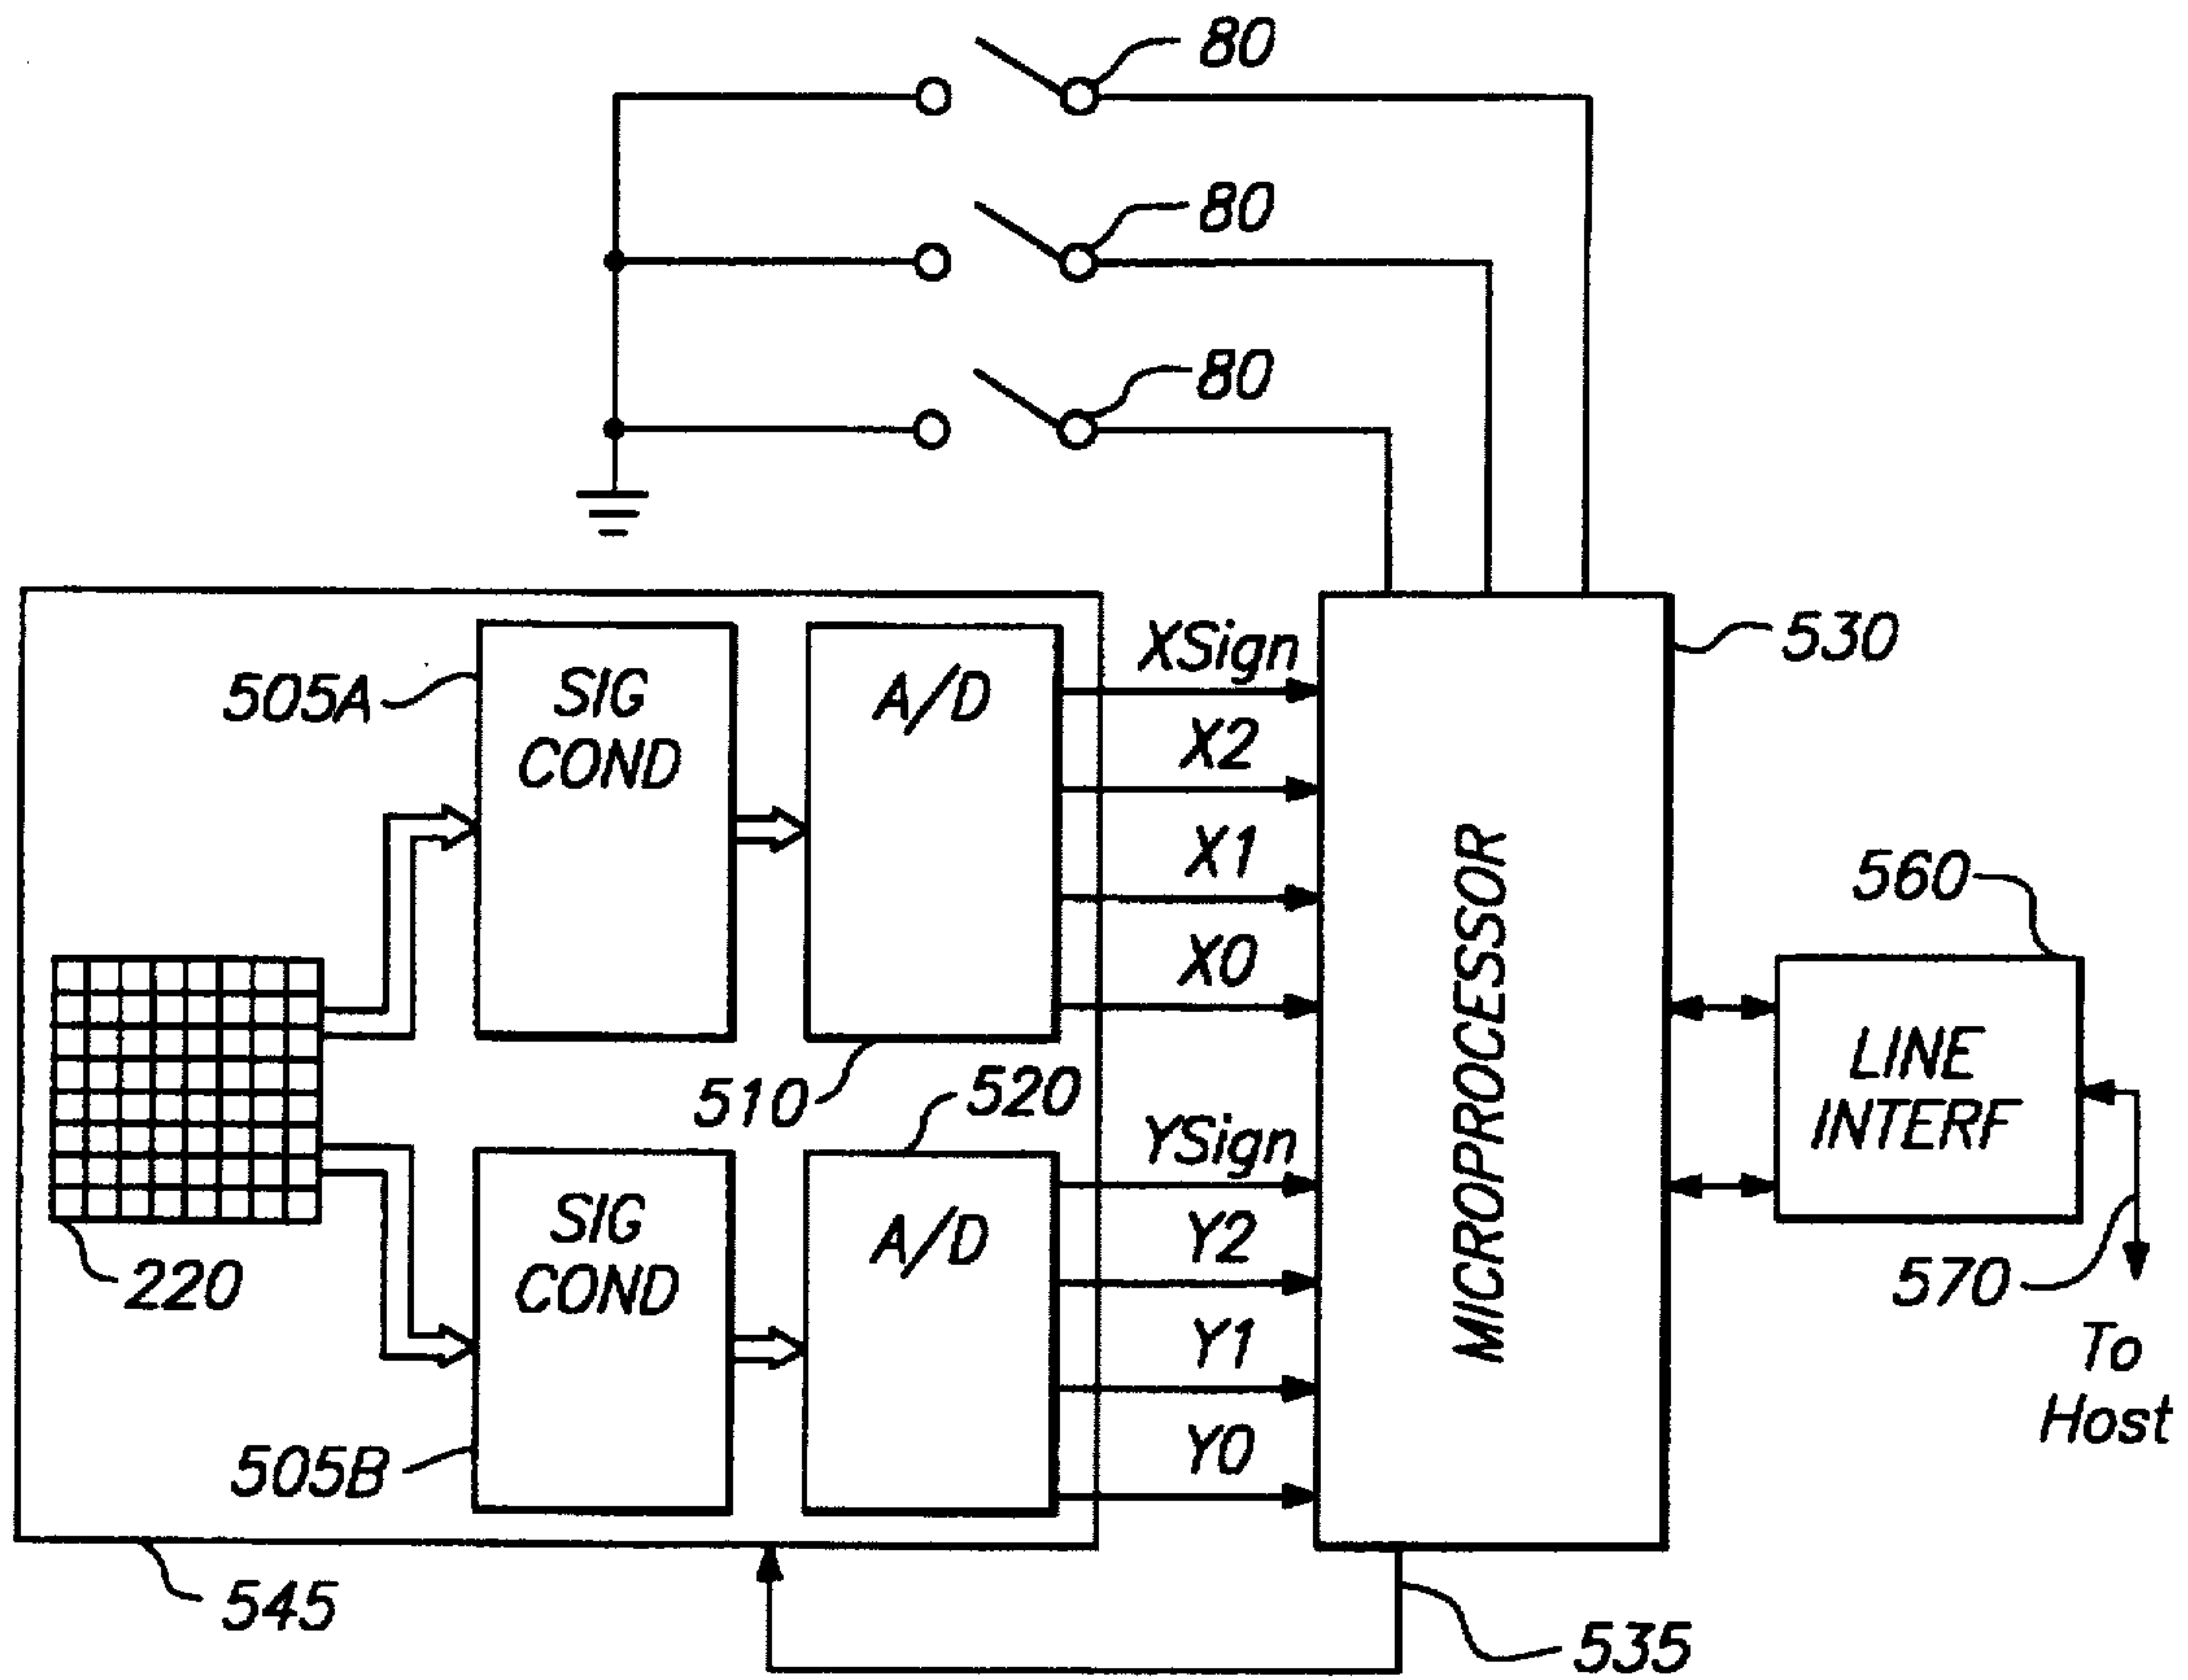 80
80
80
530
505A
SIG
COND
A/D
XSign
X2
X1
X0
510
520
220
505B
SIG
COND
A/D
YSign
Y2
Y1
Y0
MICROPROCESSOR
560
LINE
INTERF
570
To
Host
545
535